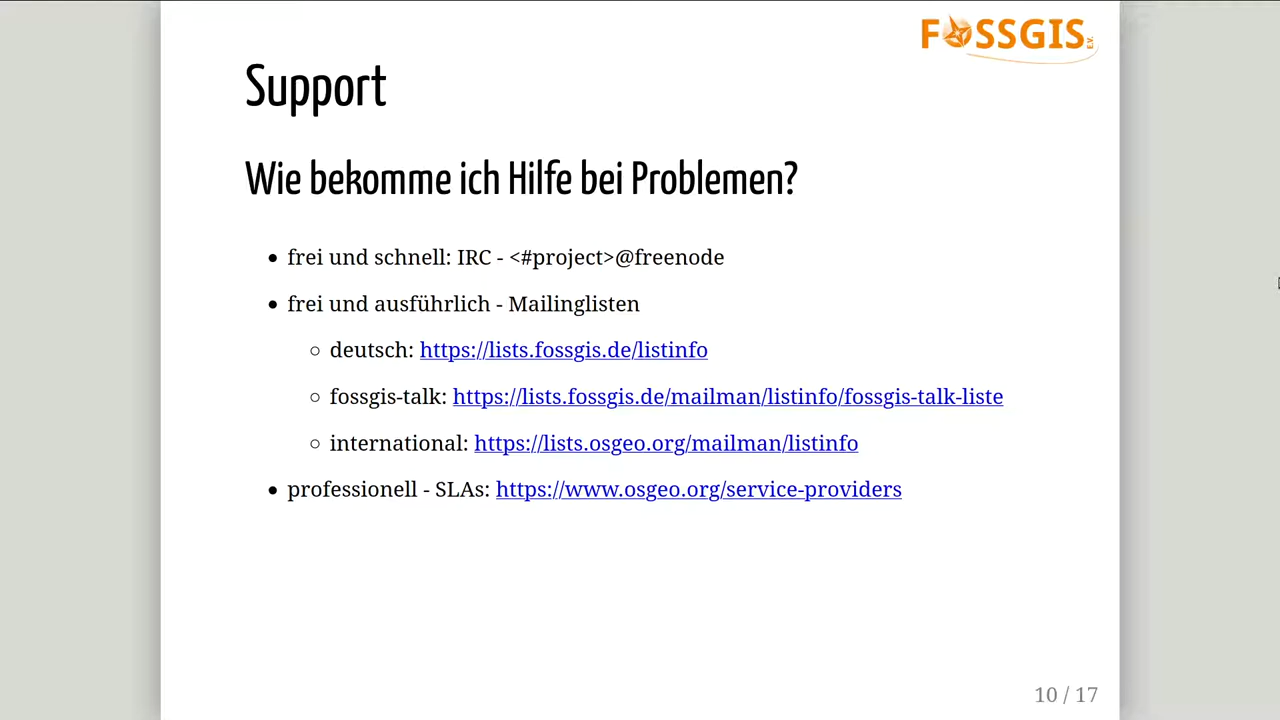 FOSSGIS e.V.
Support
Wie bekomme ich Hilfe bei Problemen?
• frei und schnell: IRC - <#project>@freenode
• frei und ausführlich - Mailinglisten
◦ deutsch: https://lists.fossgis.de/listinfo
◦ fossgis-talk: https://lists.fossgis.de/mailman/listinfo/fossgis-talk-liste
◦ international: https://lists.osgeo.org/mailman/listinfo
• professionell - SLAs: https://www.osgeo.org/service-providers
10 / 17